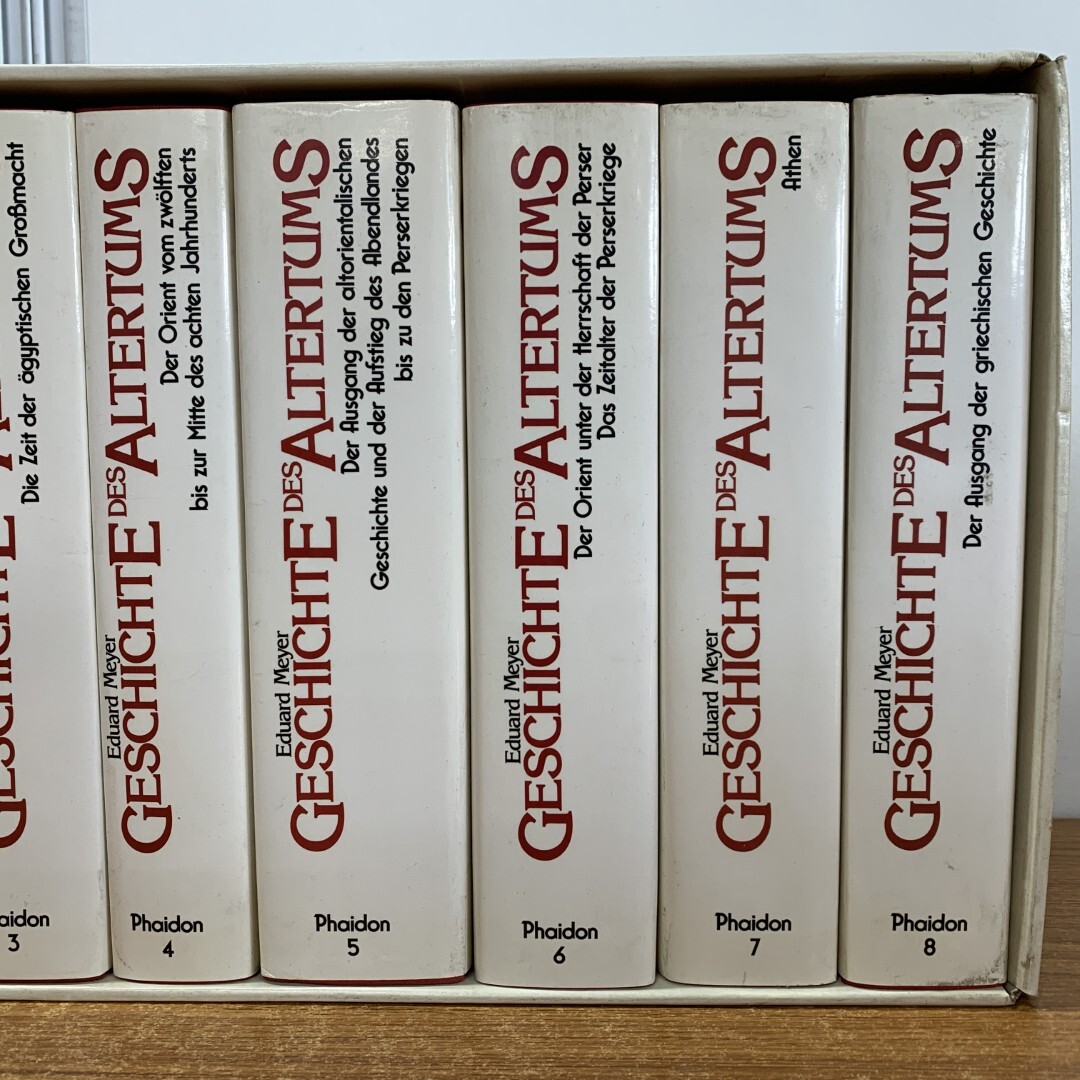 Die Zeit der ägyptischen Großmacht
3
Eduard Meyer
GESCHICHTE DES ALTERTUMS
Der Orient vom zwölften
bis zur Mitte des achten Jahrhunderts
Phaidon
4
Eduard Meyer
GESCHICHTE DES ALTERTUMS
Der Ausgang der altorientalischen
Geschichte und der Aufstieg des Abendlandes
bis zu den Perserkriegen
Phaidon
5
Eduard Meyer
GESCHICHTE DES ALTERTUMS
Der Orient unter der Herrschaft der Perser
Das Zeitalter der Perserkriege
Phaidon
6
Eduard Meyer
GESCHICHTE DES ALTERTUMS
Athen
Phaidon
7
Eduard Meyer
GESCHICHTE DES ALTERTUMS
Der Ausgang der griechischen Geschichte
Phaidon
8